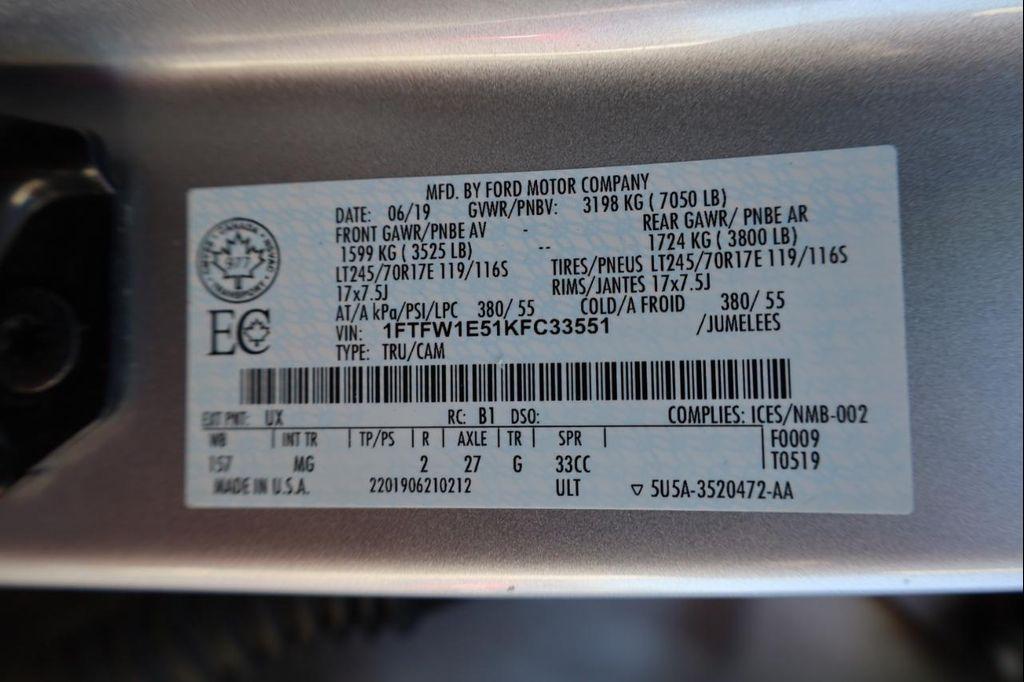 MFD. BY FORD MOTOR COMPANY
DATE: 06/19 GVWR/PNBV: 3198 KG ( 7050 LB)
FRONT GAWR/PNBE AV - REAR GAWR/ PNBE AR
1599 KG ( 3525 LB) -- 1724 KG ( 3800 LB)
LT245/70R17E 119/116S TIRES/PNEUS LT245/70R17E 119/116S
17x7.5J RIMS/JANTES 17x7.5J
AT/A kPa/PSI/LPC 380/ 55 COLD/A FROID 380/ 55
VIN: 1FTFW1E51KFC33551 /JUMELEES
TYPE: TRU/CAM
CANADA
977
TRANSPORT
EC
EXT PNT: UX RC: B1 DSO: COMPLIES: ICES/NMB-002
WB | INT TR | TP/PS | R | AXLE | TR | SPR | F0009
157 MG 2 27 G 33CC T0519
MADE IN U.S.A. 2201906210212 ULT ▽ 5U5A-3520472-AA